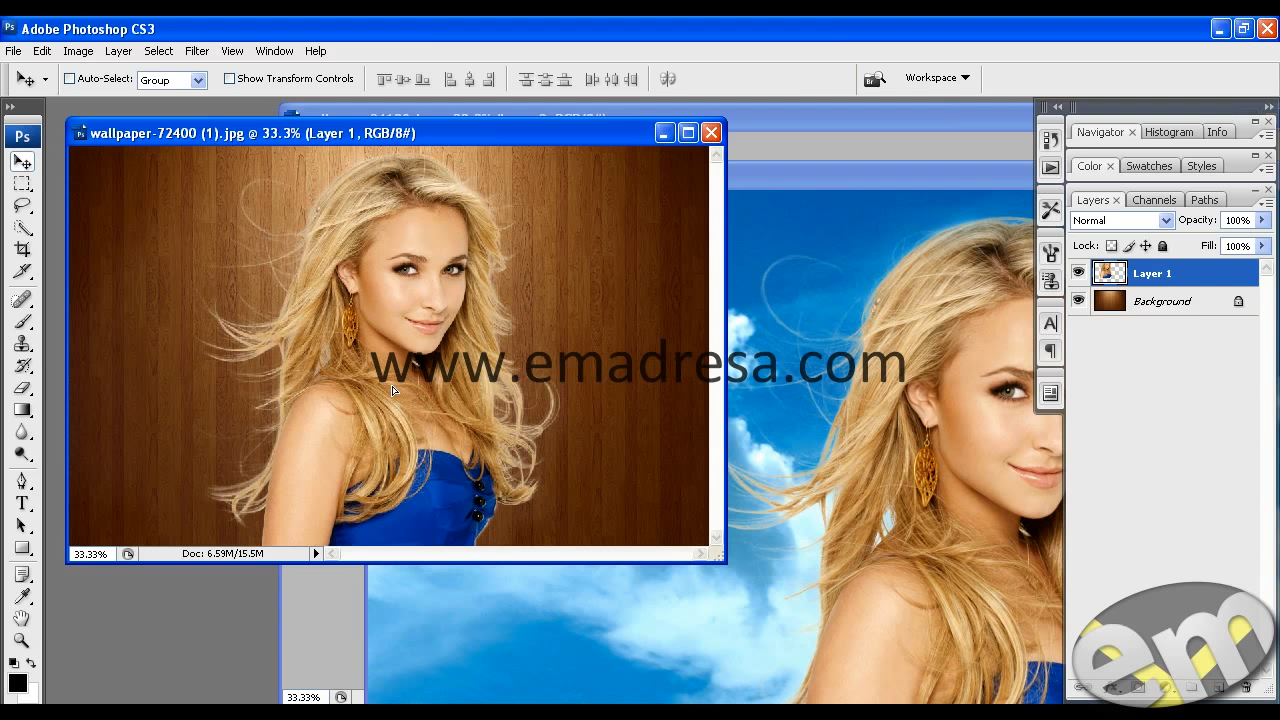 Ps Adobe Photoshop CS3
File Edit Image Layer Select Filter View Window Help
Auto-Select: Group Show Transform Controls Br Workspace
Ps wallpaper-72400 (1).jpg @ 33.3% (Layer 1, RGB/8#)
Navigator Histogram Info
Color Swatches Styles
Layers Channels Paths
Normal Opacity: 100%
Lock: Fill: 100%
Layer 1
Background
www.emadresa.com
33.33% Doc: 6.59M/15.5M
33.33%
em